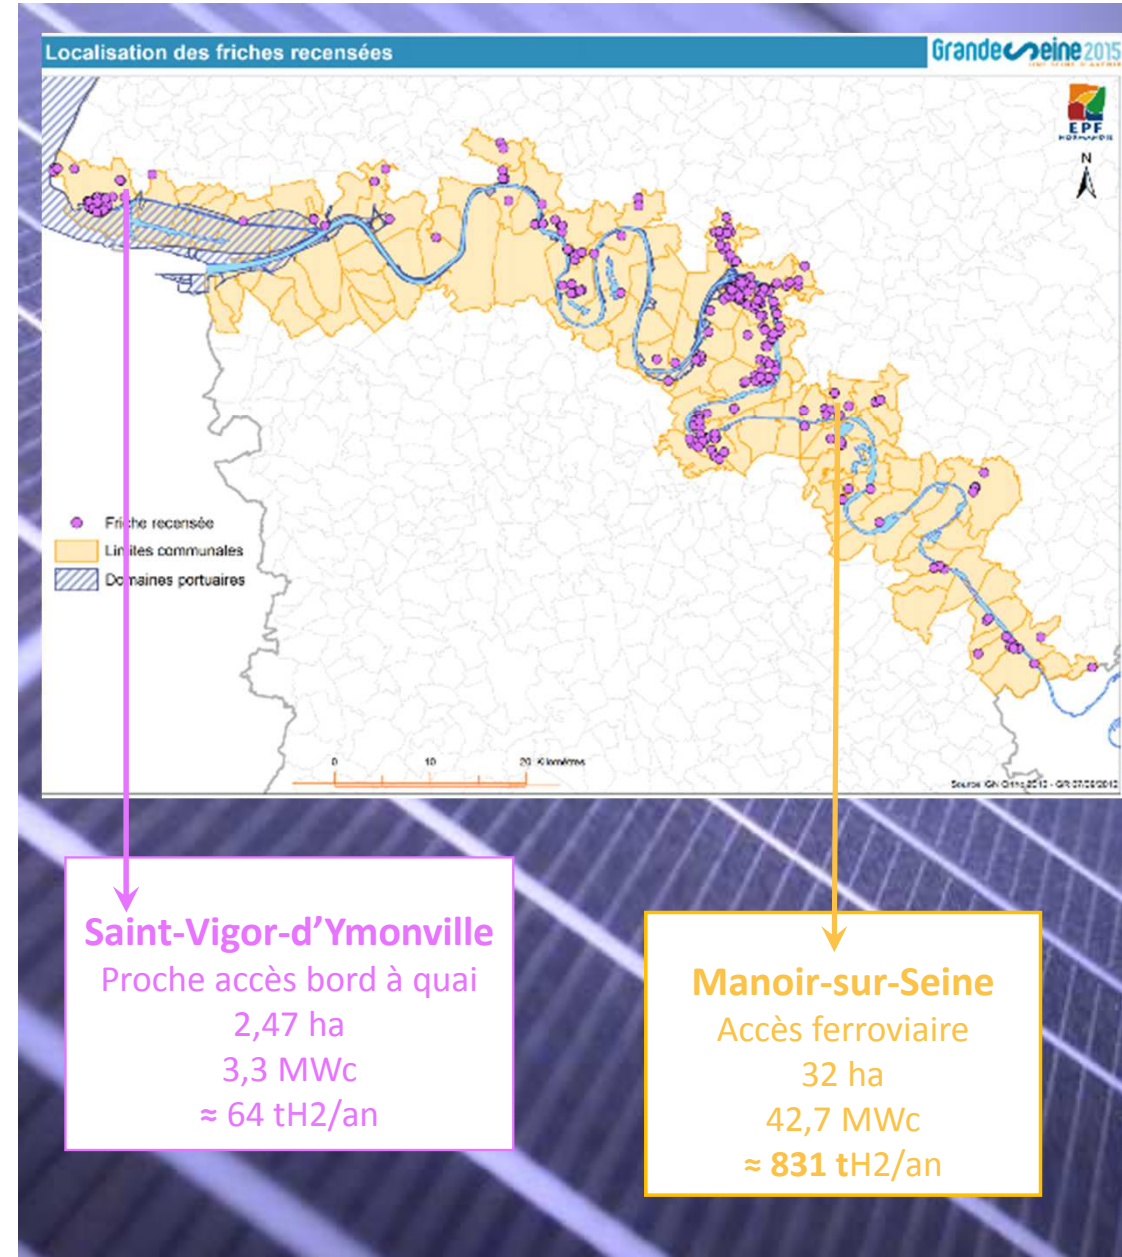 Localisation des friches recensées
Grande Seine 2015
EPF
NORMANDIE
N
Friche recensée
Limites communales
Domaines portuaires
0 10 20 Kilomètres
Saint-Vigor-d’Ymonville
Proche accès bord à quai
2,47 ha
3,3 MWc
≈ 64 tH2/an
Manoir-sur-Seine
Accès ferroviaire
32 ha
42,7 MWc
≈ 831 tH2/an